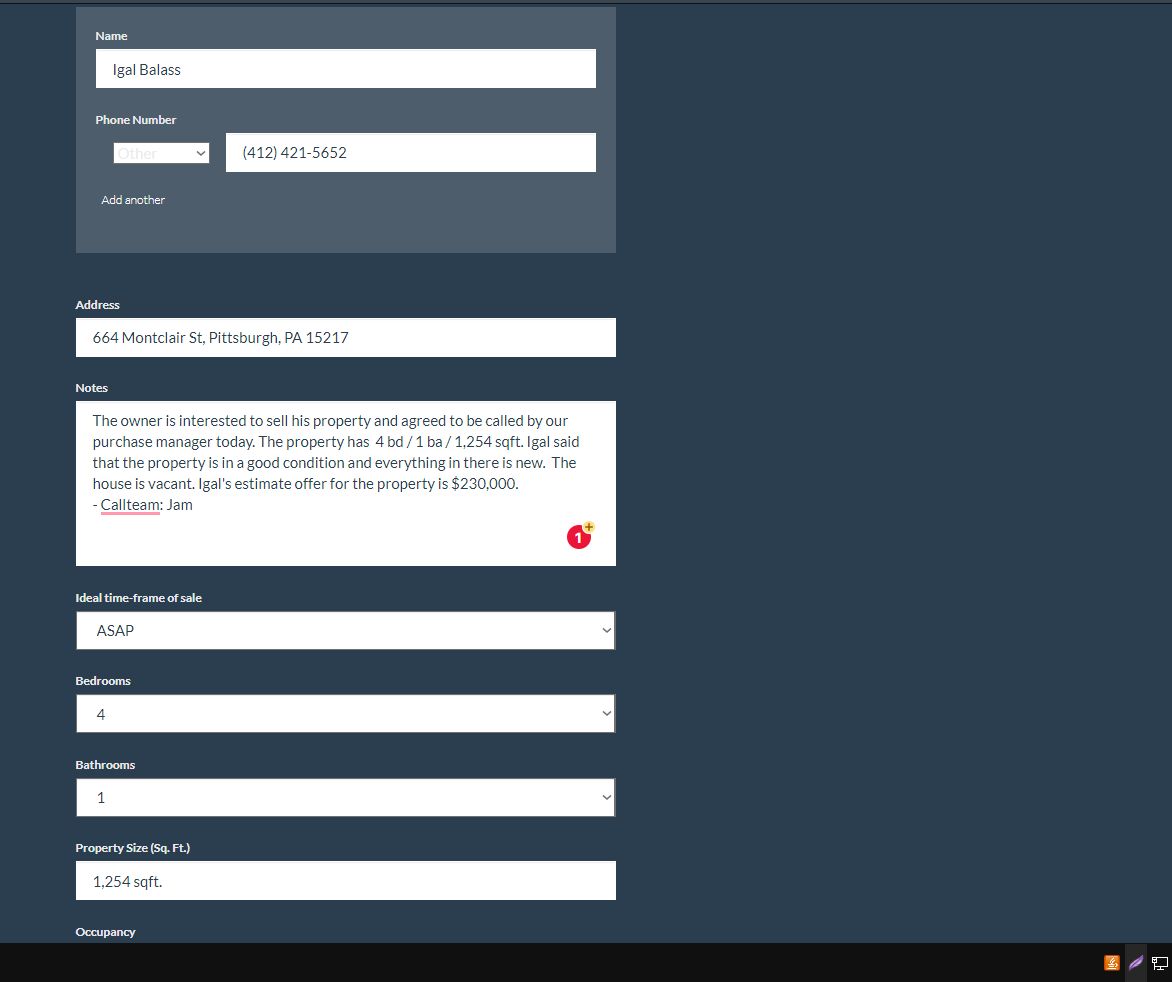 Name
Igal Balass
Phone Number
Other
(412) 421-5652
Add another
Address
664 Montclair St, Pittsburgh, PA 15217
Notes
The owner is interested to sell his property and agreed to be called by our
purchase manager today. The property has  4 bd / 1 ba / 1,254 sqft. Igal said
that the property is in a good condition and everything in there is new.  The
house is vacant. Igal's estimate offer for the property is $230,000.
- Callteam: Jam
1
+
Ideal time-frame of sale
ASAP
Bedrooms
4
Bathrooms
1
Property Size (Sq. Ft.)
1,254 sqft.
Occupancy